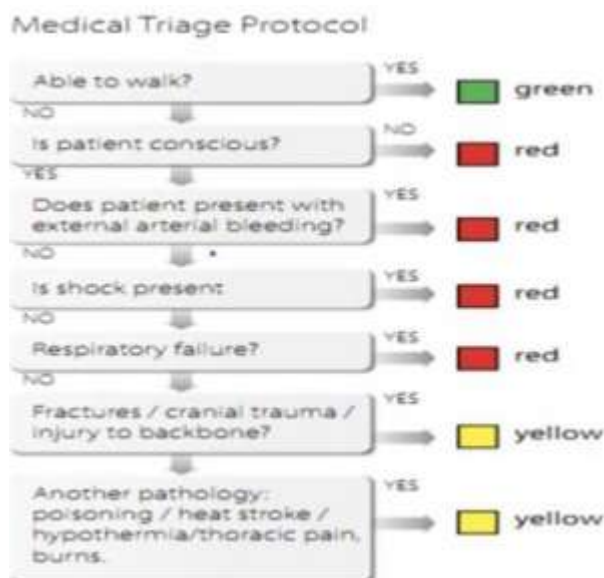 Medical Triage Protocol
Able to walk?
YES
green
NO
Is patient conscious?
NO
red
YES
Does patient present with
external arterial bleeding?
YES
red
NO
Is shock present
YES
red
NO
Respiratory failure?
YES
red
NO
Fractures / cranial trauma /
injury to backbone?
YES
yellow
Another pathology:
poisoning / heat stroke /
hypothermia/thoracic pain,
burns.
YES
yellow